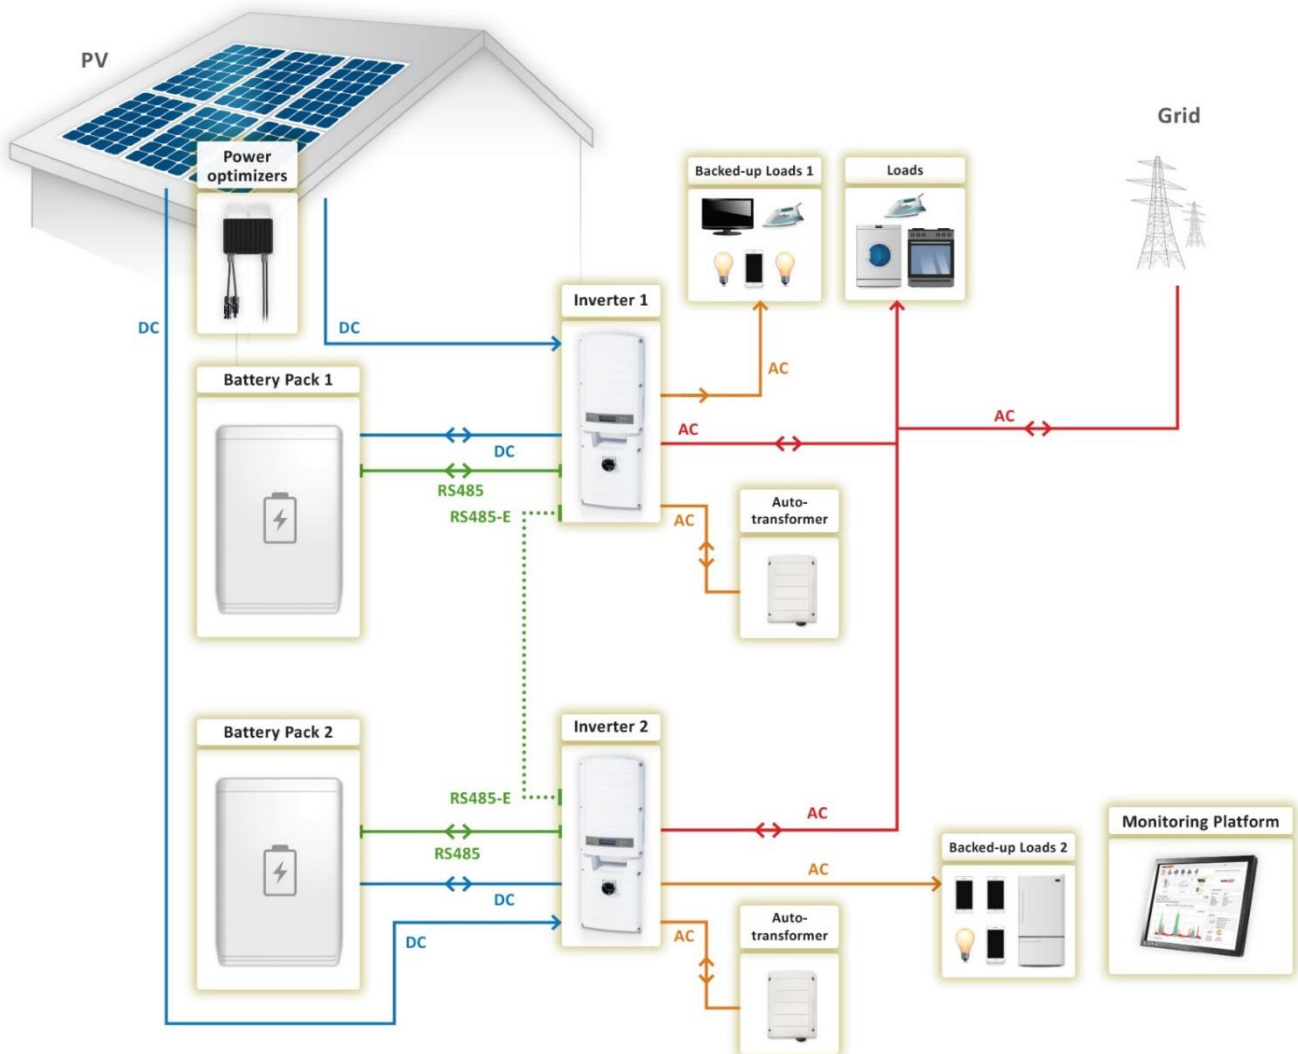 PV
Grid
Power
optimizers
Backed-up Loads 1
Loads
Inverter 1
DC
DC
AC
Battery Pack 1
AC
AC
DC
RS485
RS485-E
AC
Auto-
transformer
Battery Pack 2
Inverter 2
RS485-E
RS485
AC
Monitoring Platform
Backed-up Loads 2
AC
DC
DC
AC
Auto-
transformer